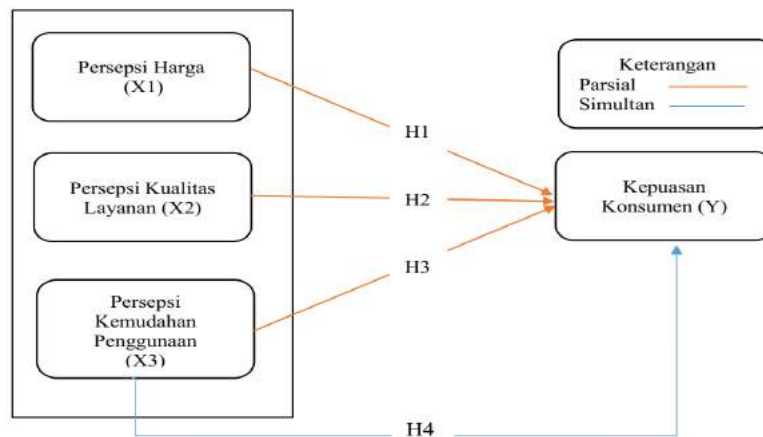 Persepsi Harga
(X1)
Persepsi Kualitas
Layanan (X2)
Persepsi
Kemudahan
Penggunaan
(X3)
H1
H2
H3
H4
Keterangan
Parsial
Simultan
Kepuasan
Konsumen (Y)